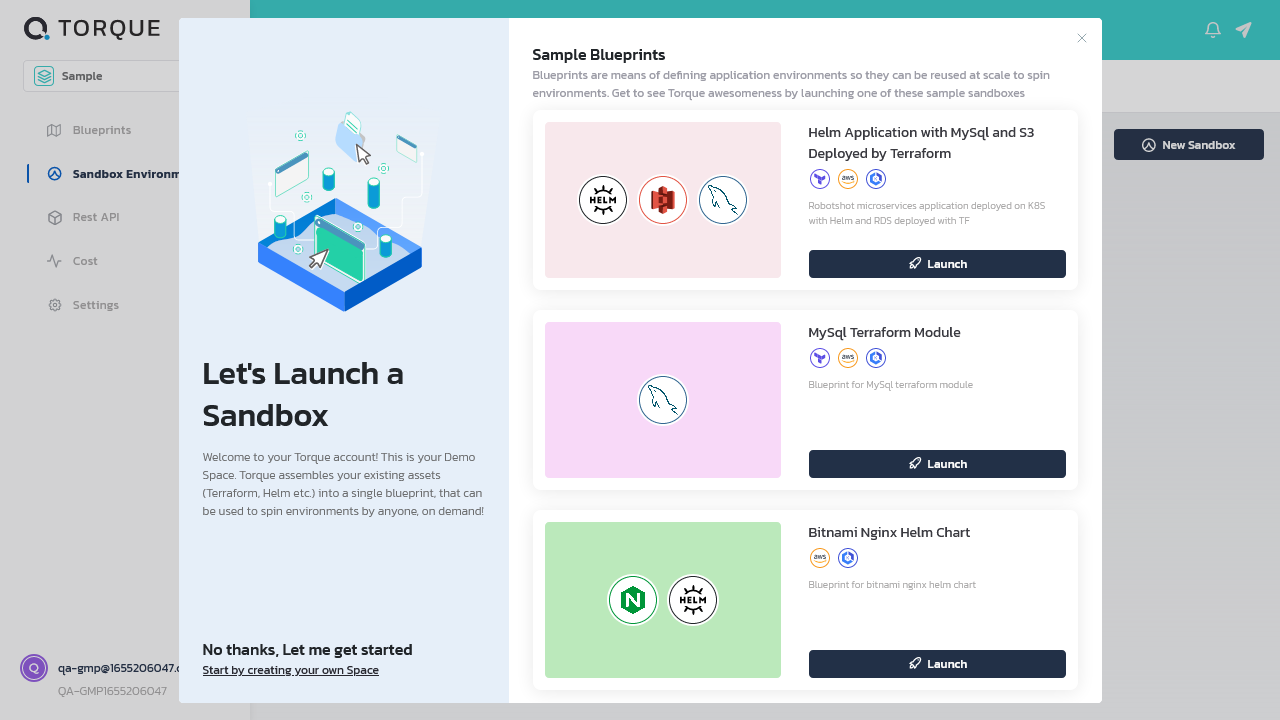 TORQUE
Sample
Blueprints
Sandbox Environm
Rest API
Cost
Settings
qa-gmp@1655206047.c
QA-GMP1655206047
New Sandbox
Let's Launch a
Sandbox
Welcome to your Torque account! This is your Demo
Space. Torque assembles your existing assets
(Terraform, Helm etc.) into a single blueprint, that can
be used to spin environments by anyone, on demand!
No thanks, Let me get started
Start by creating your own Space
Sample Blueprints
Blueprints are means of defining application environments so they can be reused at scale to spin
environments. Get to see Torque awesomeness by launching one of these sample sandboxes
HELM
Helm Application with MySql and S3
Deployed by Terraform
aws
Robotshot microservices application deployed on K8S
with Helm and RDS deployed with TF
Launch
MySql Terraform Module
aws
Blueprint for MySql terraform module
Launch
N
HELM
Bitnami Nginx Helm Chart
aws
Blueprint for bitnami nginx helm chart
Launch
Q